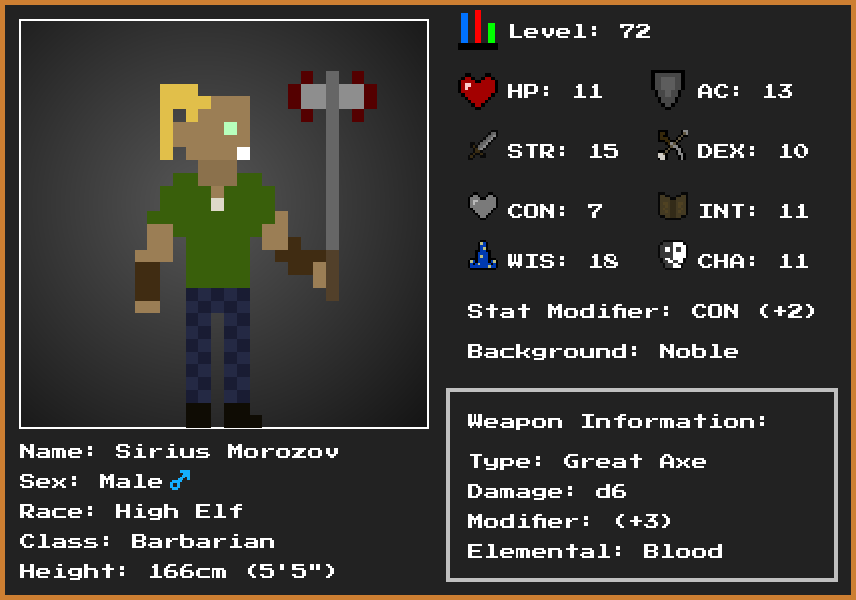 Level: 72
HP: 11 AC: 13
STR: 15 DEX: 10
CON: 7 INT: 11
WIS: 18 CHA: 11
Stat Modifier: CON (+2)
Background: Noble
Weapon Information:
Type: Great Axe
Damage: d6
Modifier: (+3)
Elemental: Blood
Name: Sirius Morozov
Sex: Male♂
Race: High Elf
Class: Barbarian
Height: 166cm (5'5")